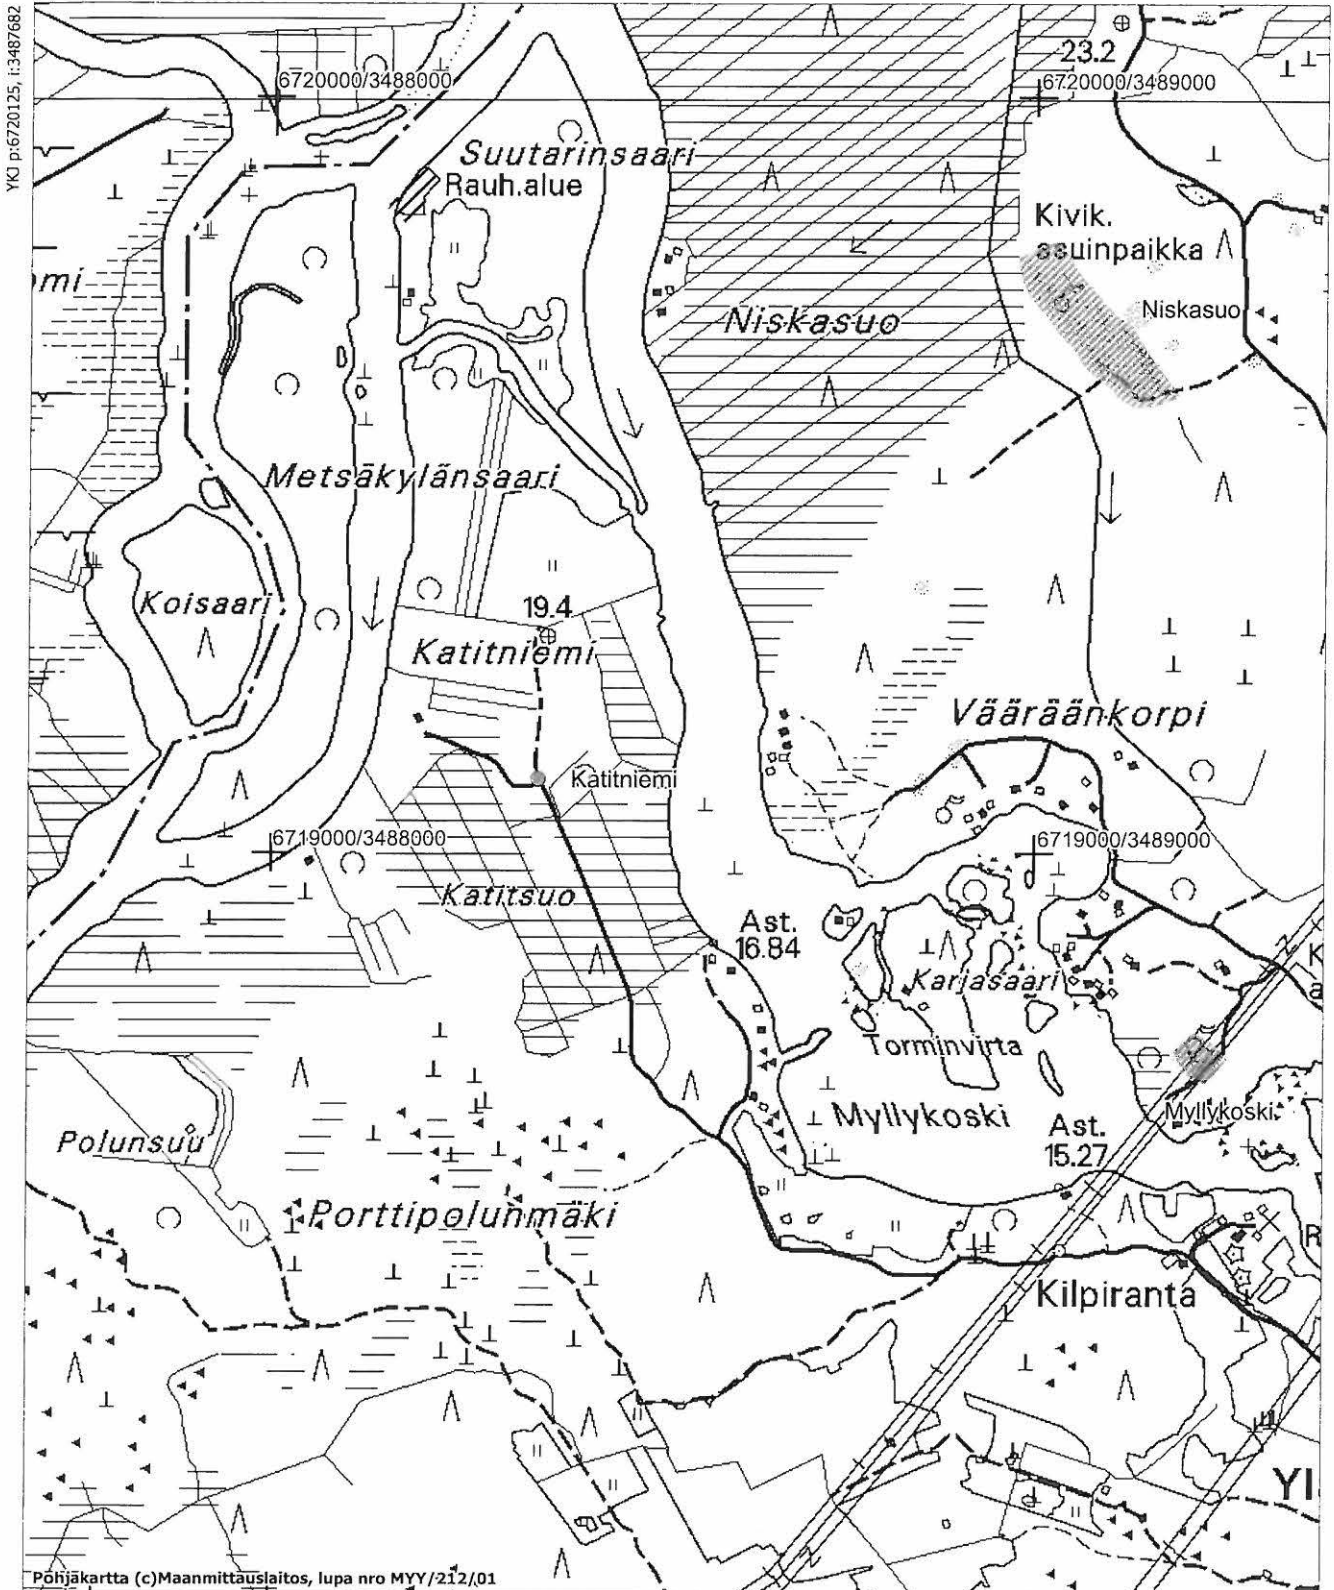 YKJ p:6720125, i:3487682
23.2
6720000/3488000
6720000/3489000
Suutarinsaari
Rauh.alue
Kivik.
asuinpaikka
Niskasuo
Niskasuo
Metsäkylänsaari
Koisaari
19.4
Katitniemi
Vääräänkorpi
Katitniemi
6719000/3488000
6719000/3489000
Katitsuo
Ast.
16.84
Karjasaari
Torminvirta
Myllykoski
Myllykoski
Ast.
15.27
Polunsuu
Porttipolunmäki
Kilpiranta
YI
Pohjakartta (c)Maanmittauslaitos, lupa nro MYY/212/01